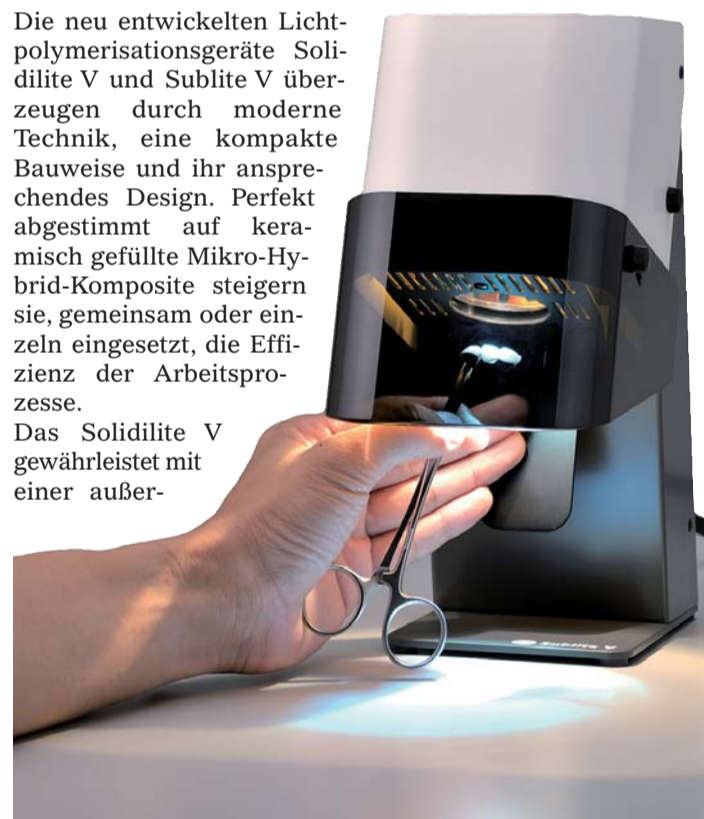 Die neu entwickelten Licht-
polymerisationsgeräte Soli-
dilite V und Sublite V über-
zeugen durch moderne
Technik, eine kompakte
Bauweise und ihr anspre-
chendes Design. Perfekt
abgestimmt auf kera-
misch gefüllte Mikro-Hy-
brid-Komposite steigern
sie, gemeinsam oder ein-
zeln eingesetzt, die Effi-
zienz der Arbeitspro-
zesse.
Das Solidilite V
gewährleistet mit
einer außer-
Sublite V